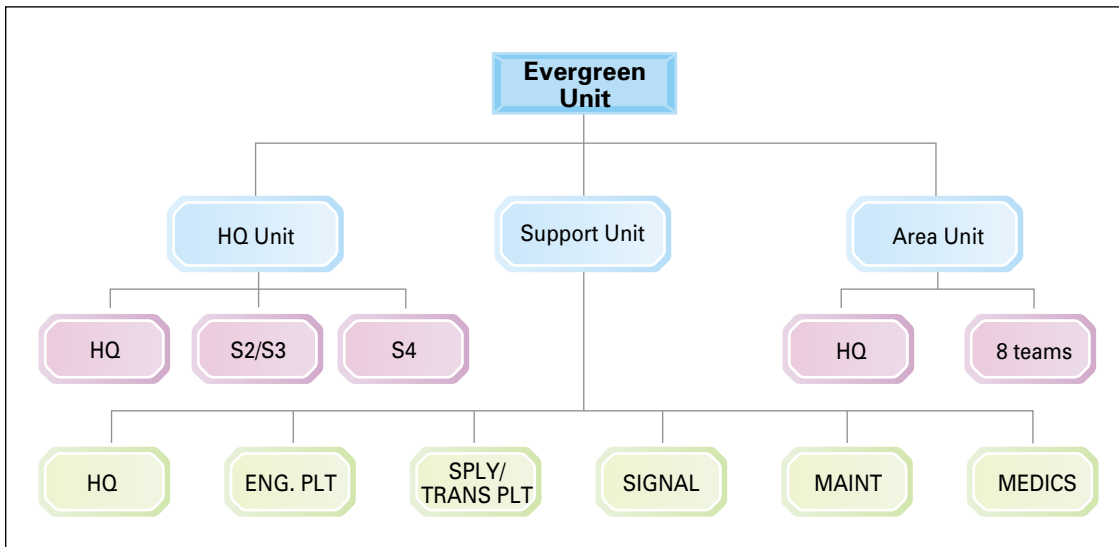 Evergreen
Unit
HQ Unit
Support Unit
Area Unit
HQ
S2/S3
S4
HQ
8 teams
HQ
ENG. PLT
SPLY/
TRANS PLT
SIGNAL
MAINT
MEDICS